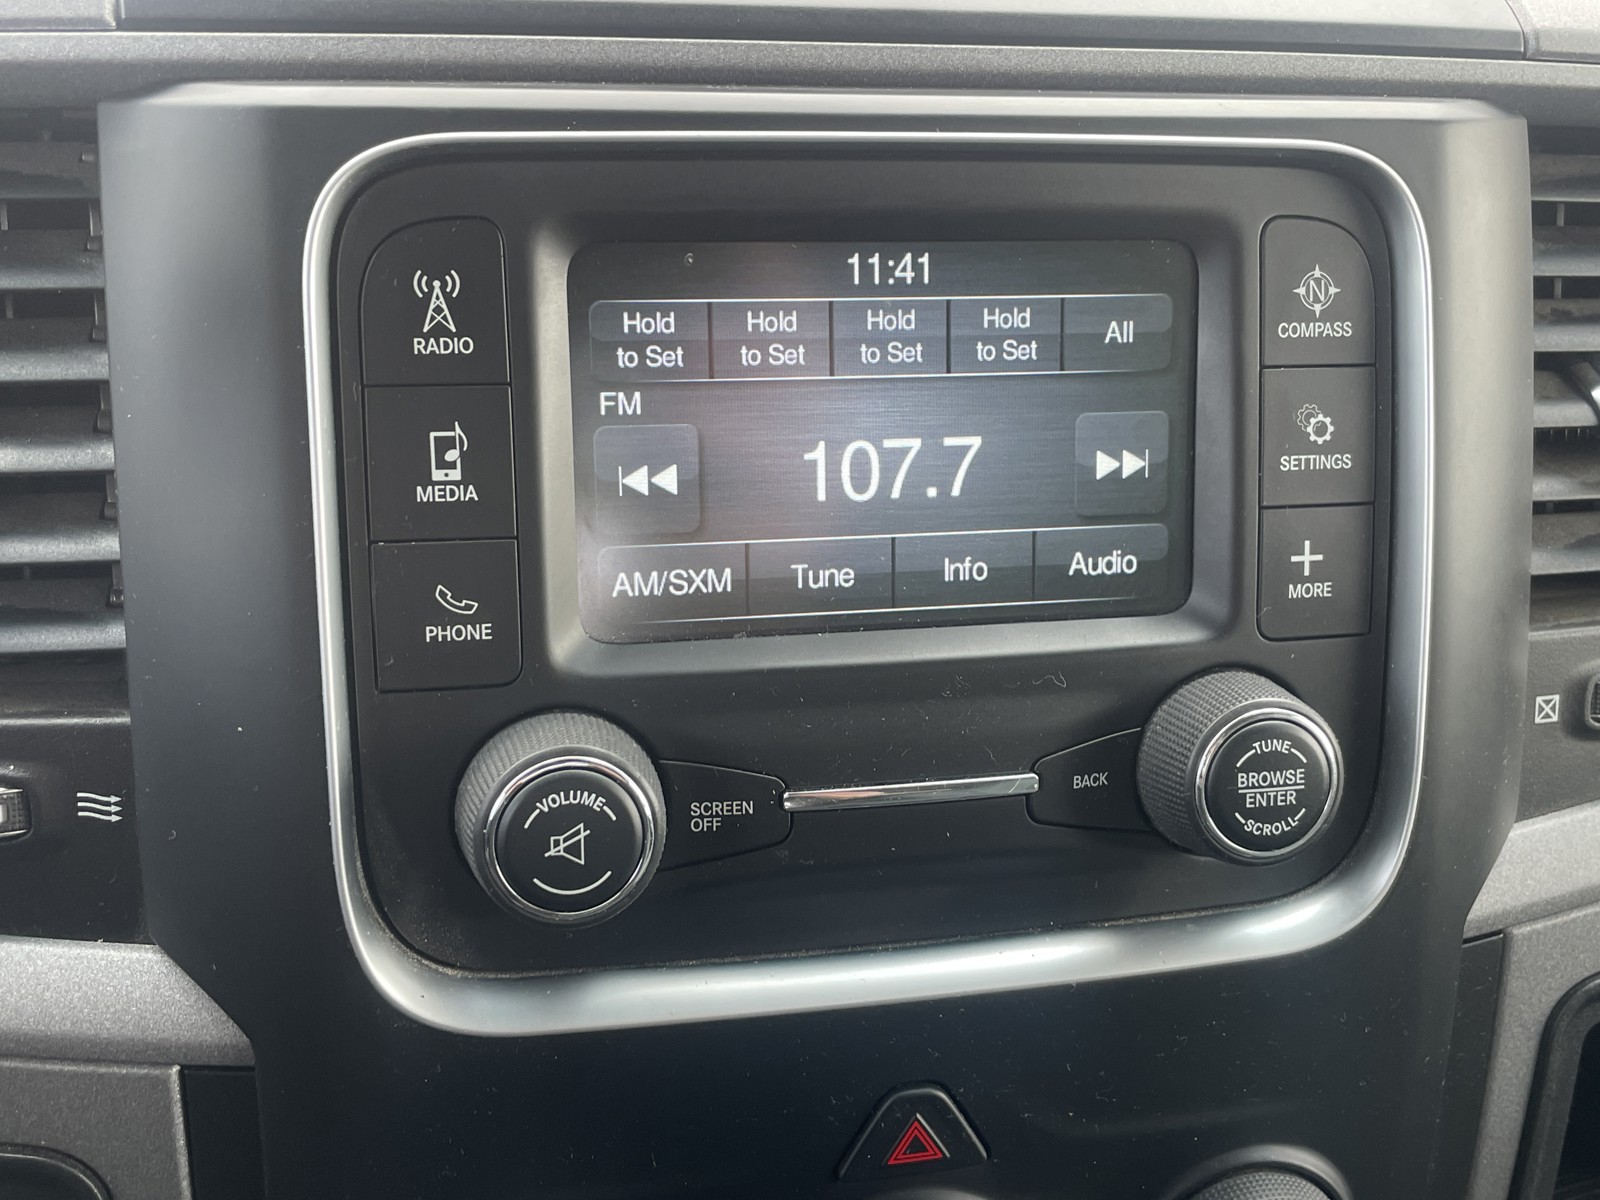 11:41
Hold to Set
Hold to Set
Hold to Set
Hold to Set
All
FM
107.7
AM/SXM
Tune
Info
Audio
RADIO
MEDIA
PHONE
N
COMPASS
SETTINGS
MORE
VOLUME
SCREEN
OFF
BACK
TUNE
BROWSE
ENTER
SCROLL